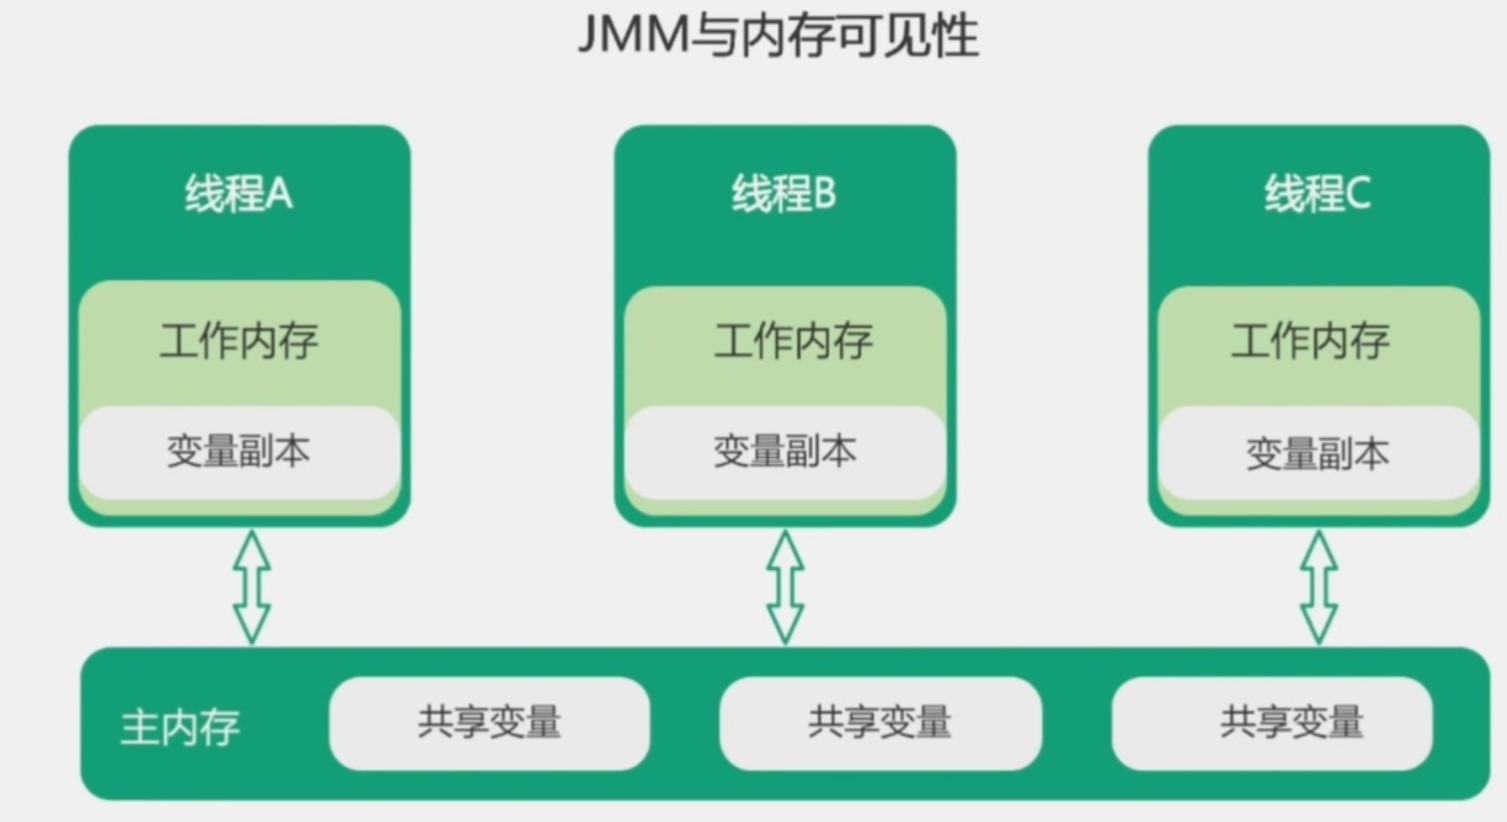 JMM与内存可见性
线程A
线程B
线程C
工作内存
工作内存
工作内存
变量副本
变量副本
变量副本
主内存
共享变量
共享变量
共享变量